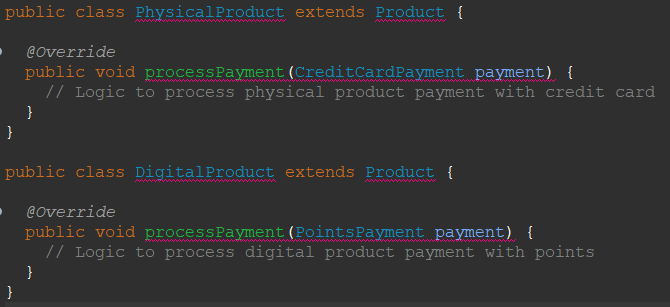 public class PhysicalProduct extends Product {
@Override
public void processPayment(CreditCardPayment payment) {
// Logic to process physical product payment with credit card
}
}
public class DigitalProduct extends Product {
@Override
public void processPayment(PointsPayment payment) {
// Logic to process digital product payment with points
}
}